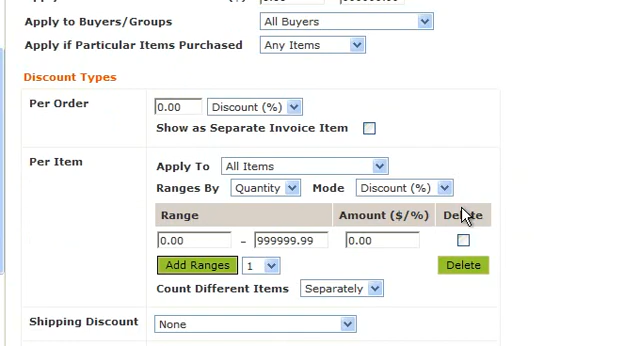 Apply to Buyers/Groups All Buyers
Apply if Particular Items Purchased Any Items
Discount Types
Per Order 0.00 Discount (%)
Show as Separate Invoice Item
Per Item Apply To All Items
Ranges By Quantity Mode Discount (%)
Range Amount ($/%) Delete
0.00 - 999999.99 0.00
Add Ranges 1 Delete
Count Different Items Separately
Shipping Discount None